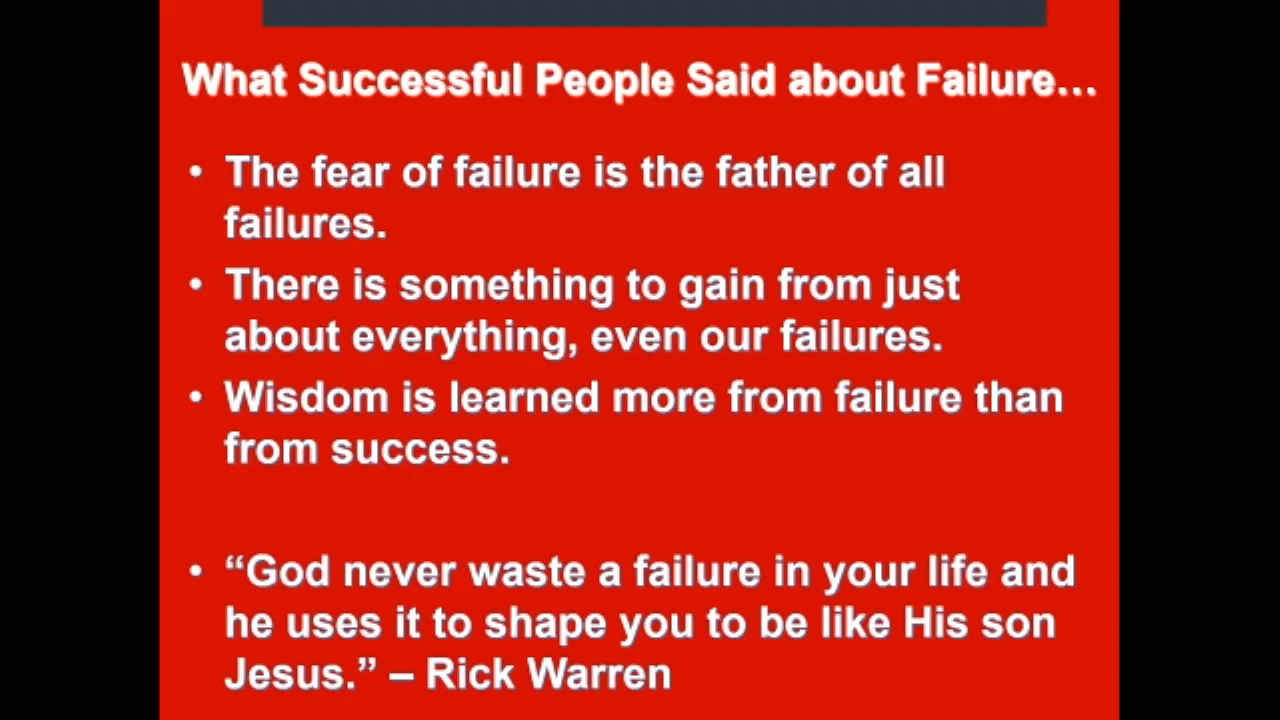 What Successful People Said about Failure...
• The fear of failure is the father of all
failures.
• There is something to gain from just
about everything, even our failures.
• Wisdom is learned more from failure than
from success.
• “God never waste a failure in your life and
he uses it to shape you to be like His son
Jesus.” – Rick Warren